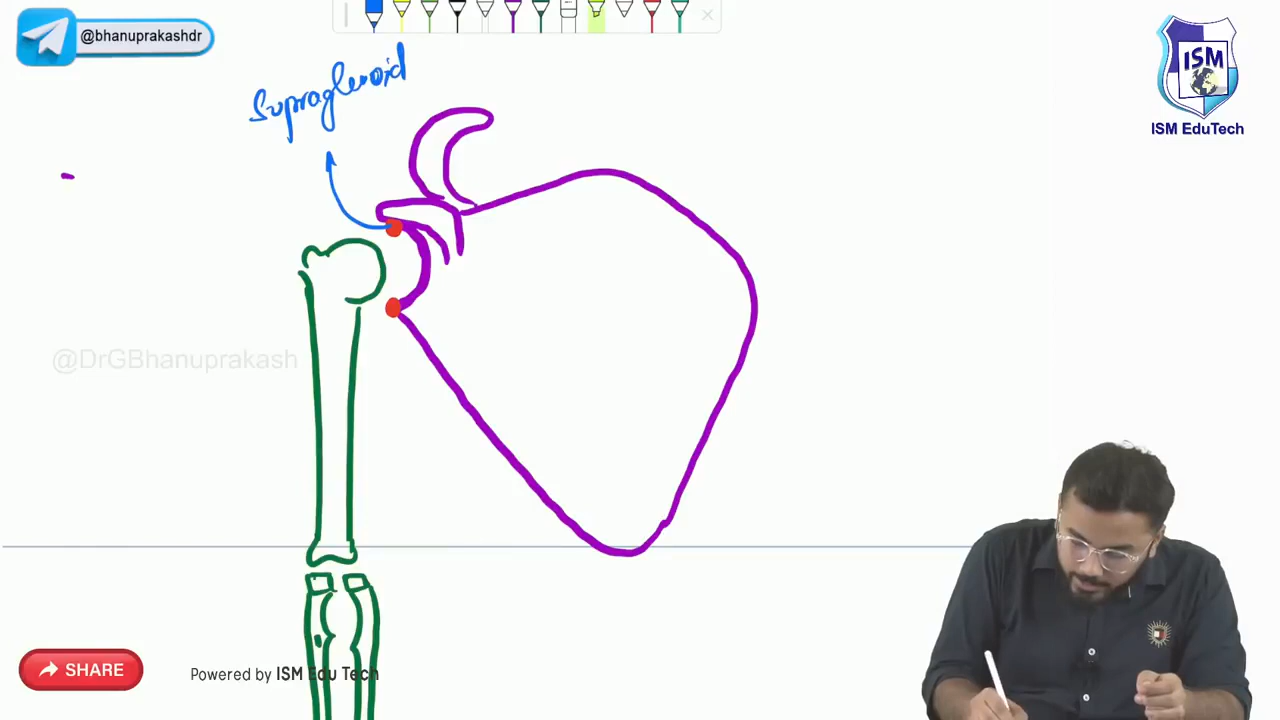 @bhanuprakashdr
Supraglenoid
ISM
ISM EduTech
@DrGBhanuprakash
SHARE
Powered by ISM Edu Tech